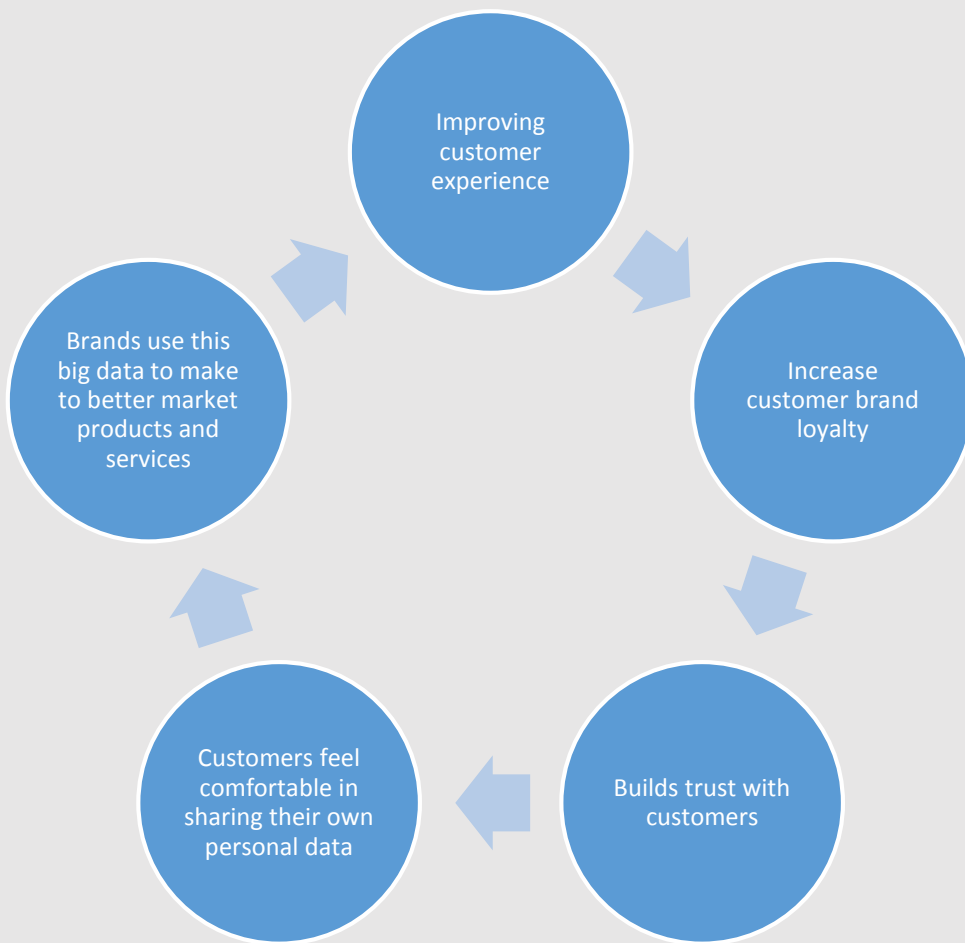 Improving
customer
experience
Increase
customer brand
loyalty
Builds trust with
customers
Customers feel
comfortable in
sharing their own
personal data
Brands use this
big data to make
to better market
products and
services